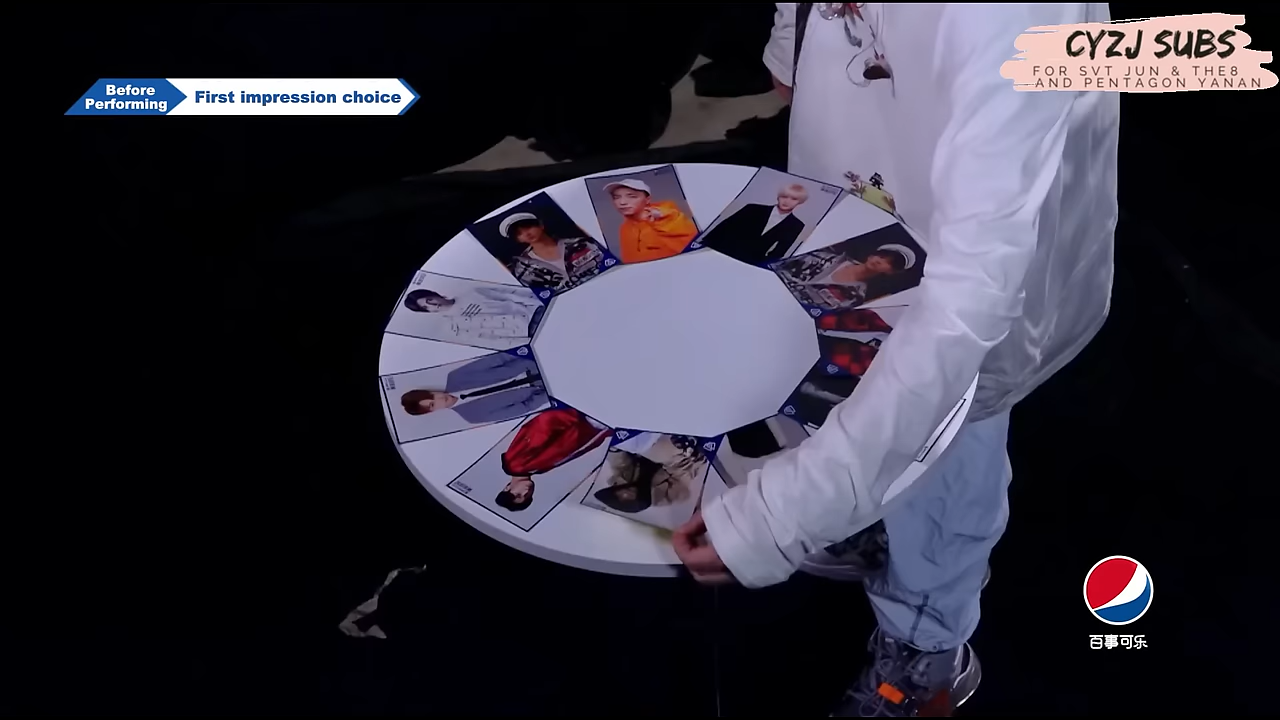 Before
Performing
First impression choice
CYZJ SUBS
FOR SVT JUN & THE8
AND PENTAGON YANAN
百事可乐